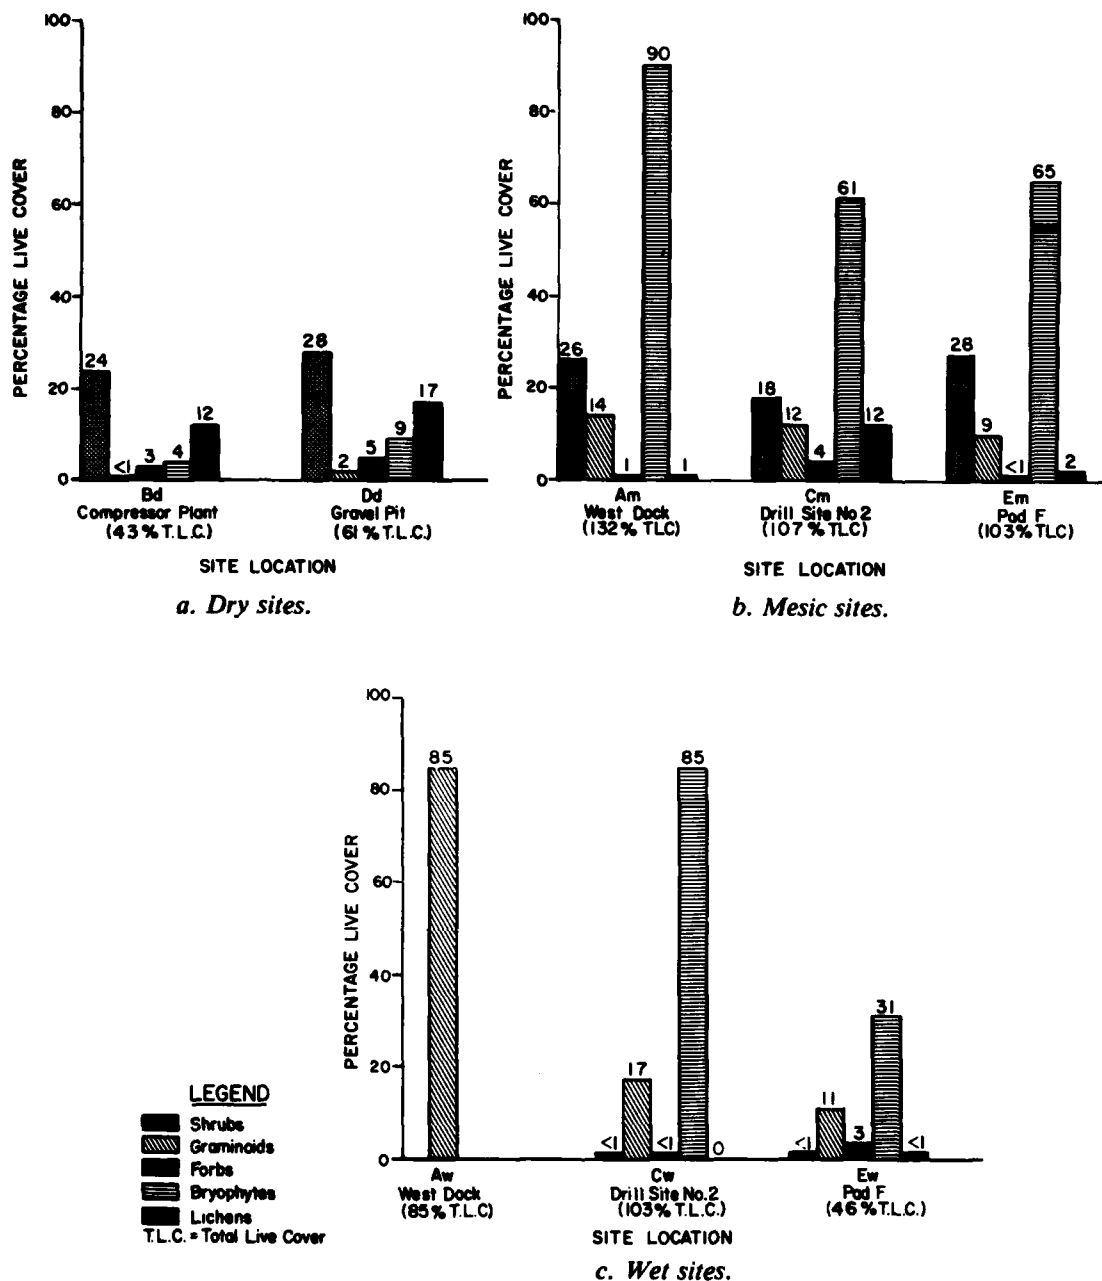 PERCENTAGE LIVE COVER
100
80
60
40
20
0
24
<1
3
4
12
28
2
5
9
17
Bd
Compressor Plant
(43% T.L.C.)
Dd
Gravel Pit
(61% T.L.C.)
SITE LOCATION
a. Dry sites.
PERCENTAGE LIVE COVER
100
80
60
40
20
0
26
14
1
90
1
18
12
4
61
12
28
9
<1
65
2
Am
West Dock
(132% TLC)
Cm
Drill Site No 2
(107% TLC)
Em
Pad F
(103% TLC)
SITE LOCATION
b. Mesic sites.
PERCENTAGE LIVE COVER
100
80
60
40
20
0
85
<1
17
<1
85
0
<1
11
3
31
<1
Aw
West Dock
(85% T.L.C)
Cw
Drill Site No. 2
(103% T.L.C.)
Ew
Pad F
(46% T.L.C.)
SITE LOCATION
c. Wet sites.
LEGEND
Shrubs
Graminoids
Forbs
Bryophytes
Lichens
T.L.C. = Total Live Cover